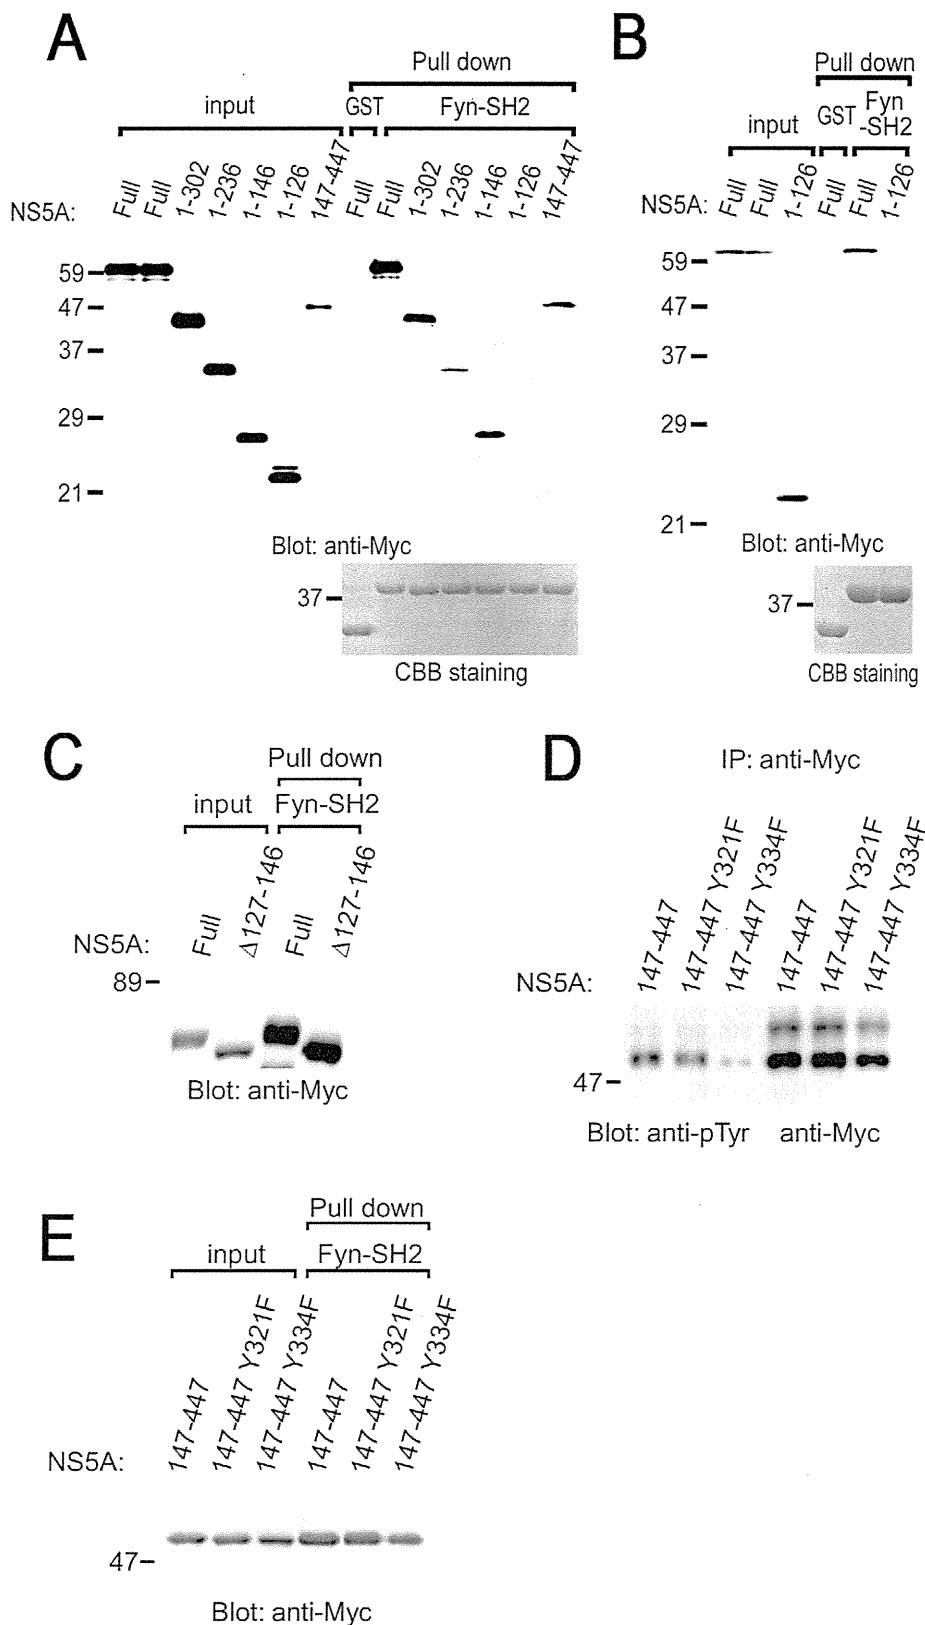 A
Pull down
input
GST
Fyn-SH2
NS5A:
Full
Full
1-302
1-236
1-146
1-126
147-447
Full
Full
1-302
1-236
1-146
1-126
147-447
59
47
37
29
21
Blot: anti-Myc
37
CBB staining
B
Pull down
input
GST
Fyn
-SH2
NS5A:
Full
Full
1-126
Full
Full
1-126
59
47
37
29
21
Blot: anti-Myc
37
CBB staining
C
Pull down
input
Fyn-SH2
NS5A:
Full
Δ127-146
Full
Δ127-146
89
Blot: anti-Myc
D
IP: anti-Myc
NS5A:
147-447
147-447 Y321F
147-447 Y334F
147-447
147-447 Y321F
147-447 Y334F
47
Blot: anti-pTyr
anti-Myc
E
Pull down
input
Fyn-SH2
NS5A:
147-447
147-447 Y321F
147-447 Y334F
147-447
147-447 Y321F
147-447 Y334F
47
Blot: anti-Myc